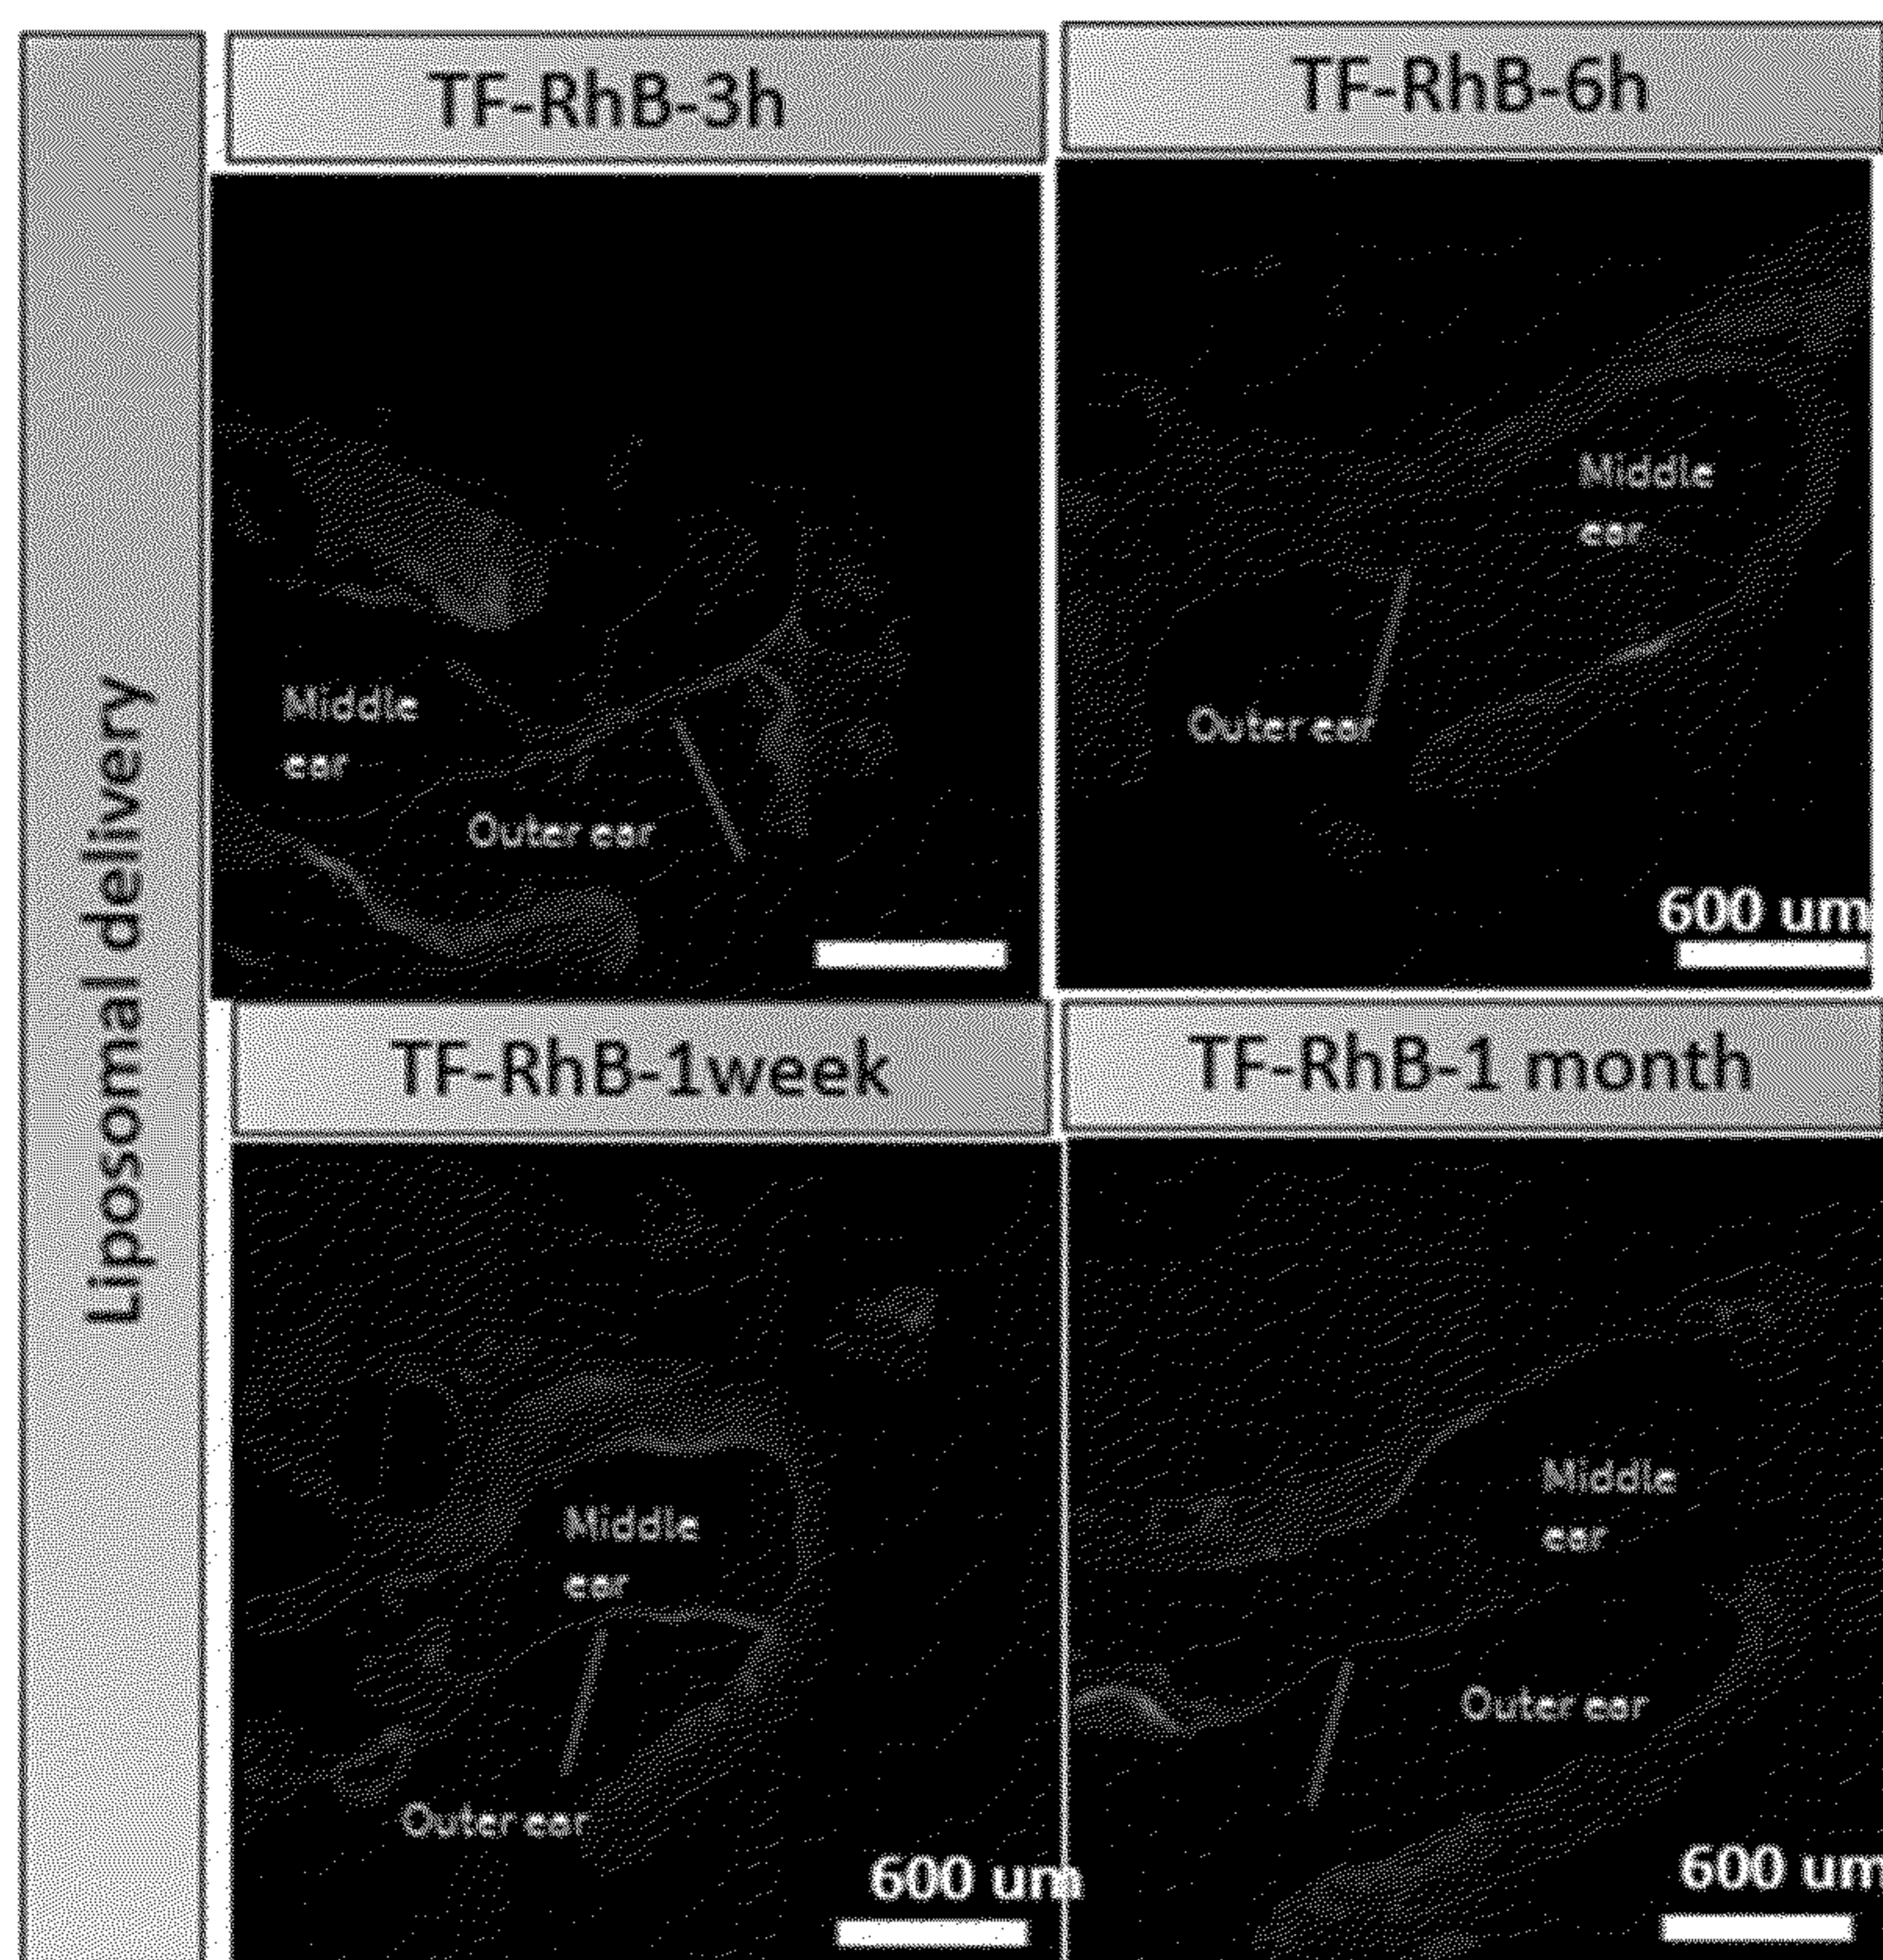 Liposomal delivery
TF-RhB-3h
Middle
ear
Outer ear
TF-RhB-6h
Middle
ear
Outer ear
600 um
TF-RhB-1week
Middle
ear
Outer ear
600 um
TF-RhB-1 month
Middle
ear
Outer ear
600 um